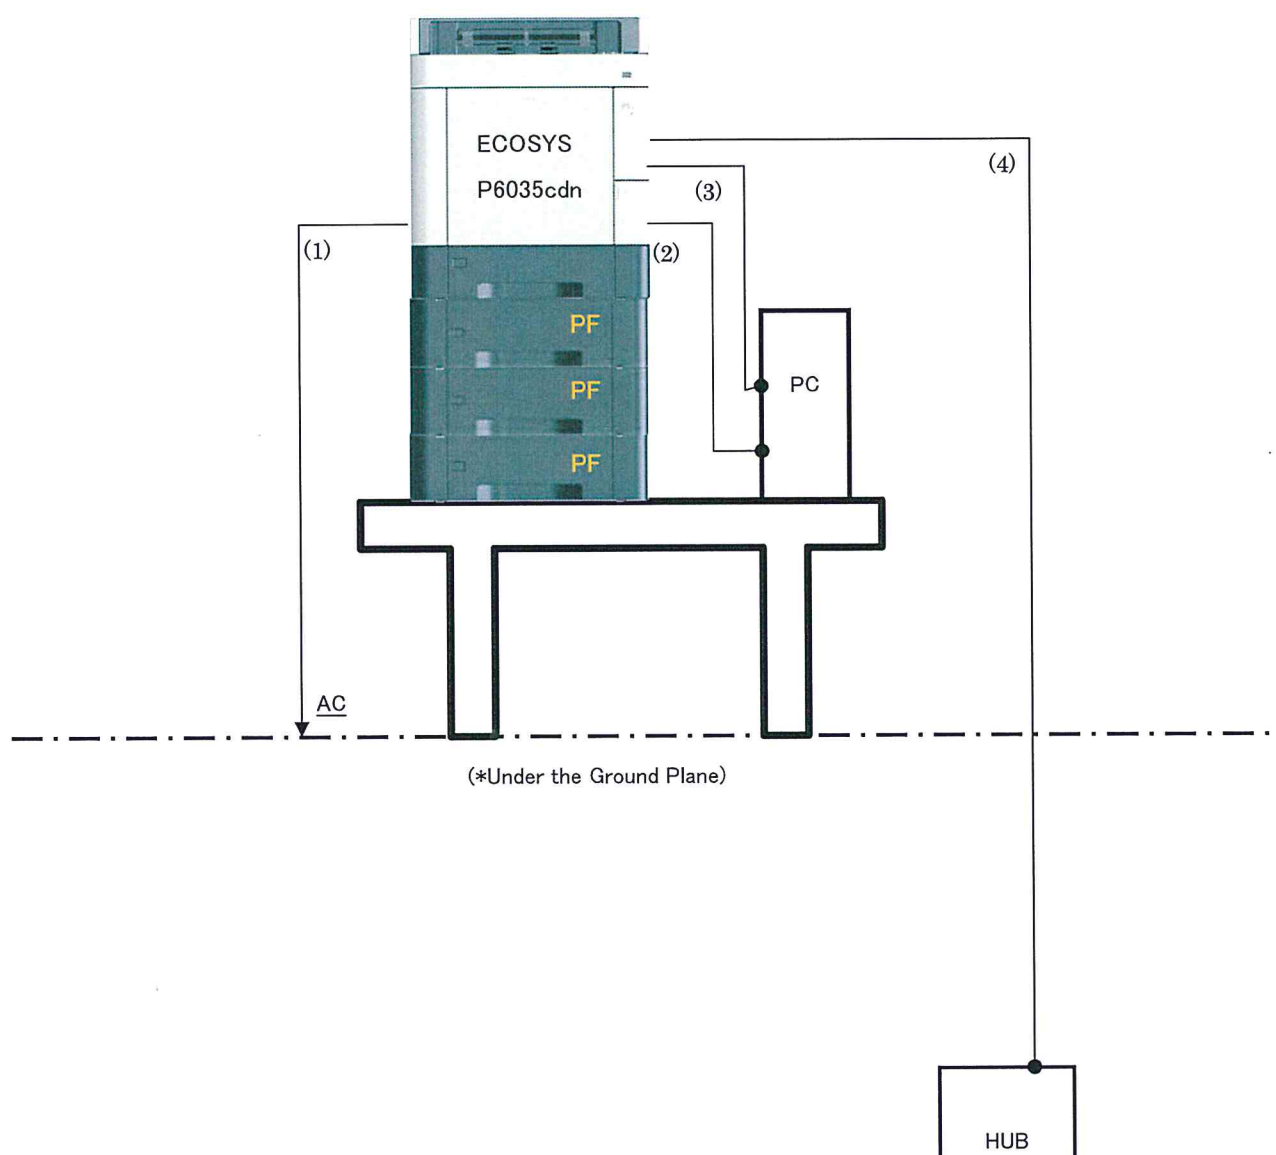 ECOSYS
P6035cdn
(1)
(2)
(3)
(4)
PF
PF
PF
PC
AC
(*Under the Ground Plane)
HUB